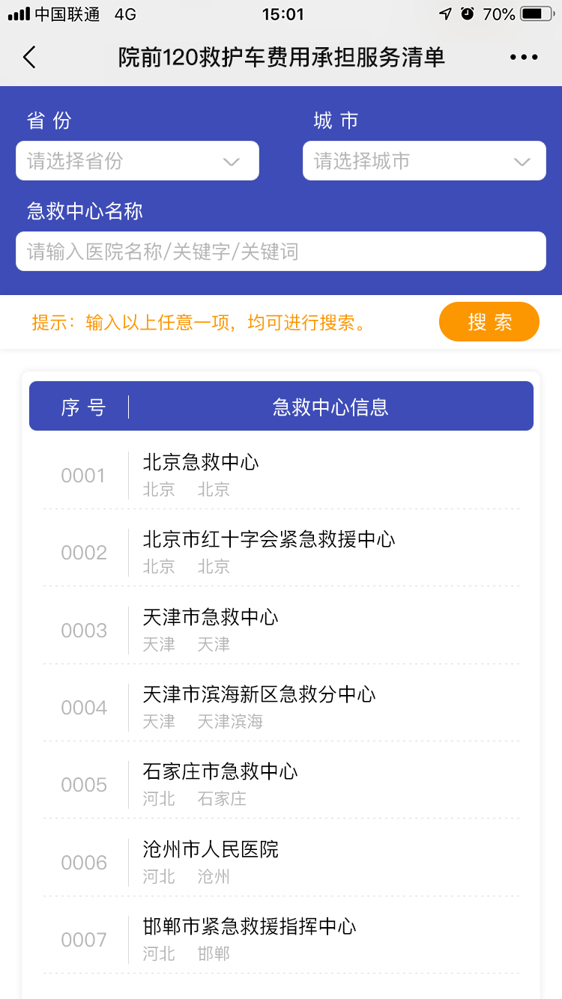 中国联通 4G 15:01 70%
院前120救护车费用承担服务清单
省 份 城 市
请选择省份 请选择城市
急救中心名称
请输入医院名称/关键字/关键词
提示：输入以上任意一项，均可进行搜索。 搜 索
序 号 急救中心信息
北京急救中心
0001
北京 北京
北京市红十字会紧急救援中心
0002
北京 北京
天津市急救中心
0003
天津 天津
天津市滨海新区急救分中心
0004
天津 天津滨海
石家庄市急救中心
0005
河北 石家庄
沧州市人民医院
0006
河北 沧州
邯郸市紧急救援指挥中心
0007
河北 邯郸